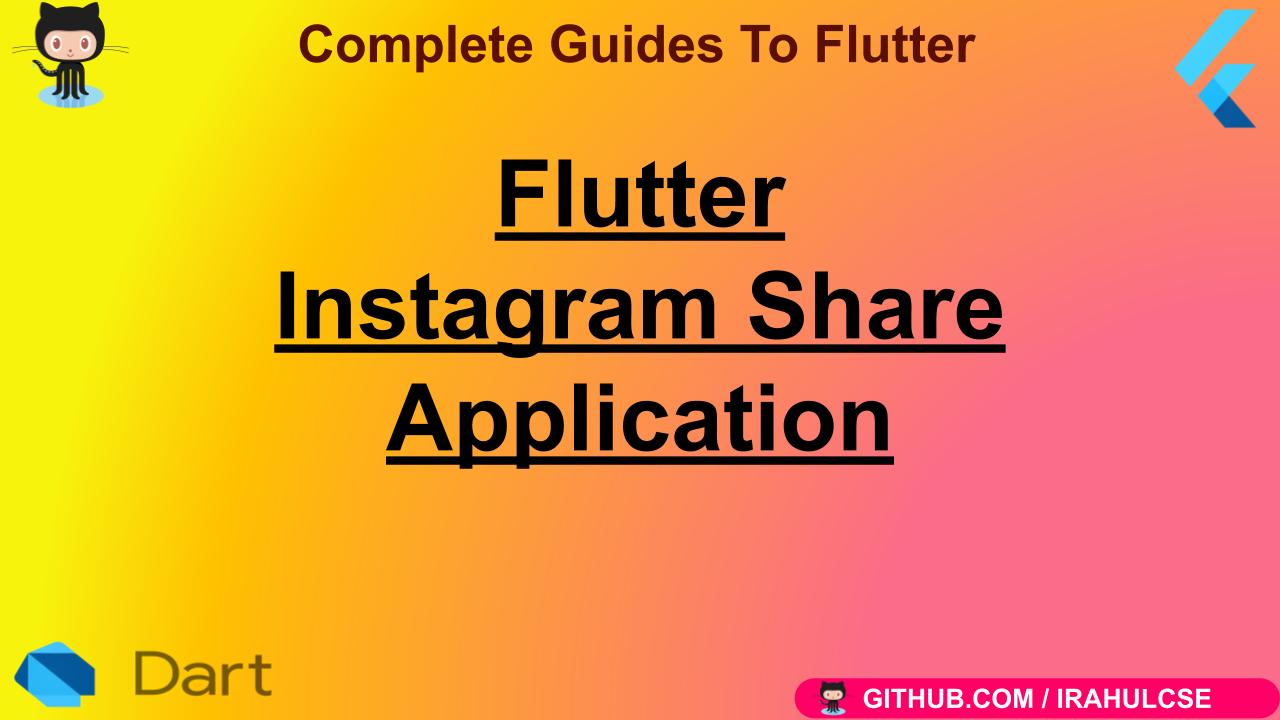 Complete Guides To Flutter
Flutter
Instagram Share
Application
Dart
GITHUB.COM / IRAHULCSE